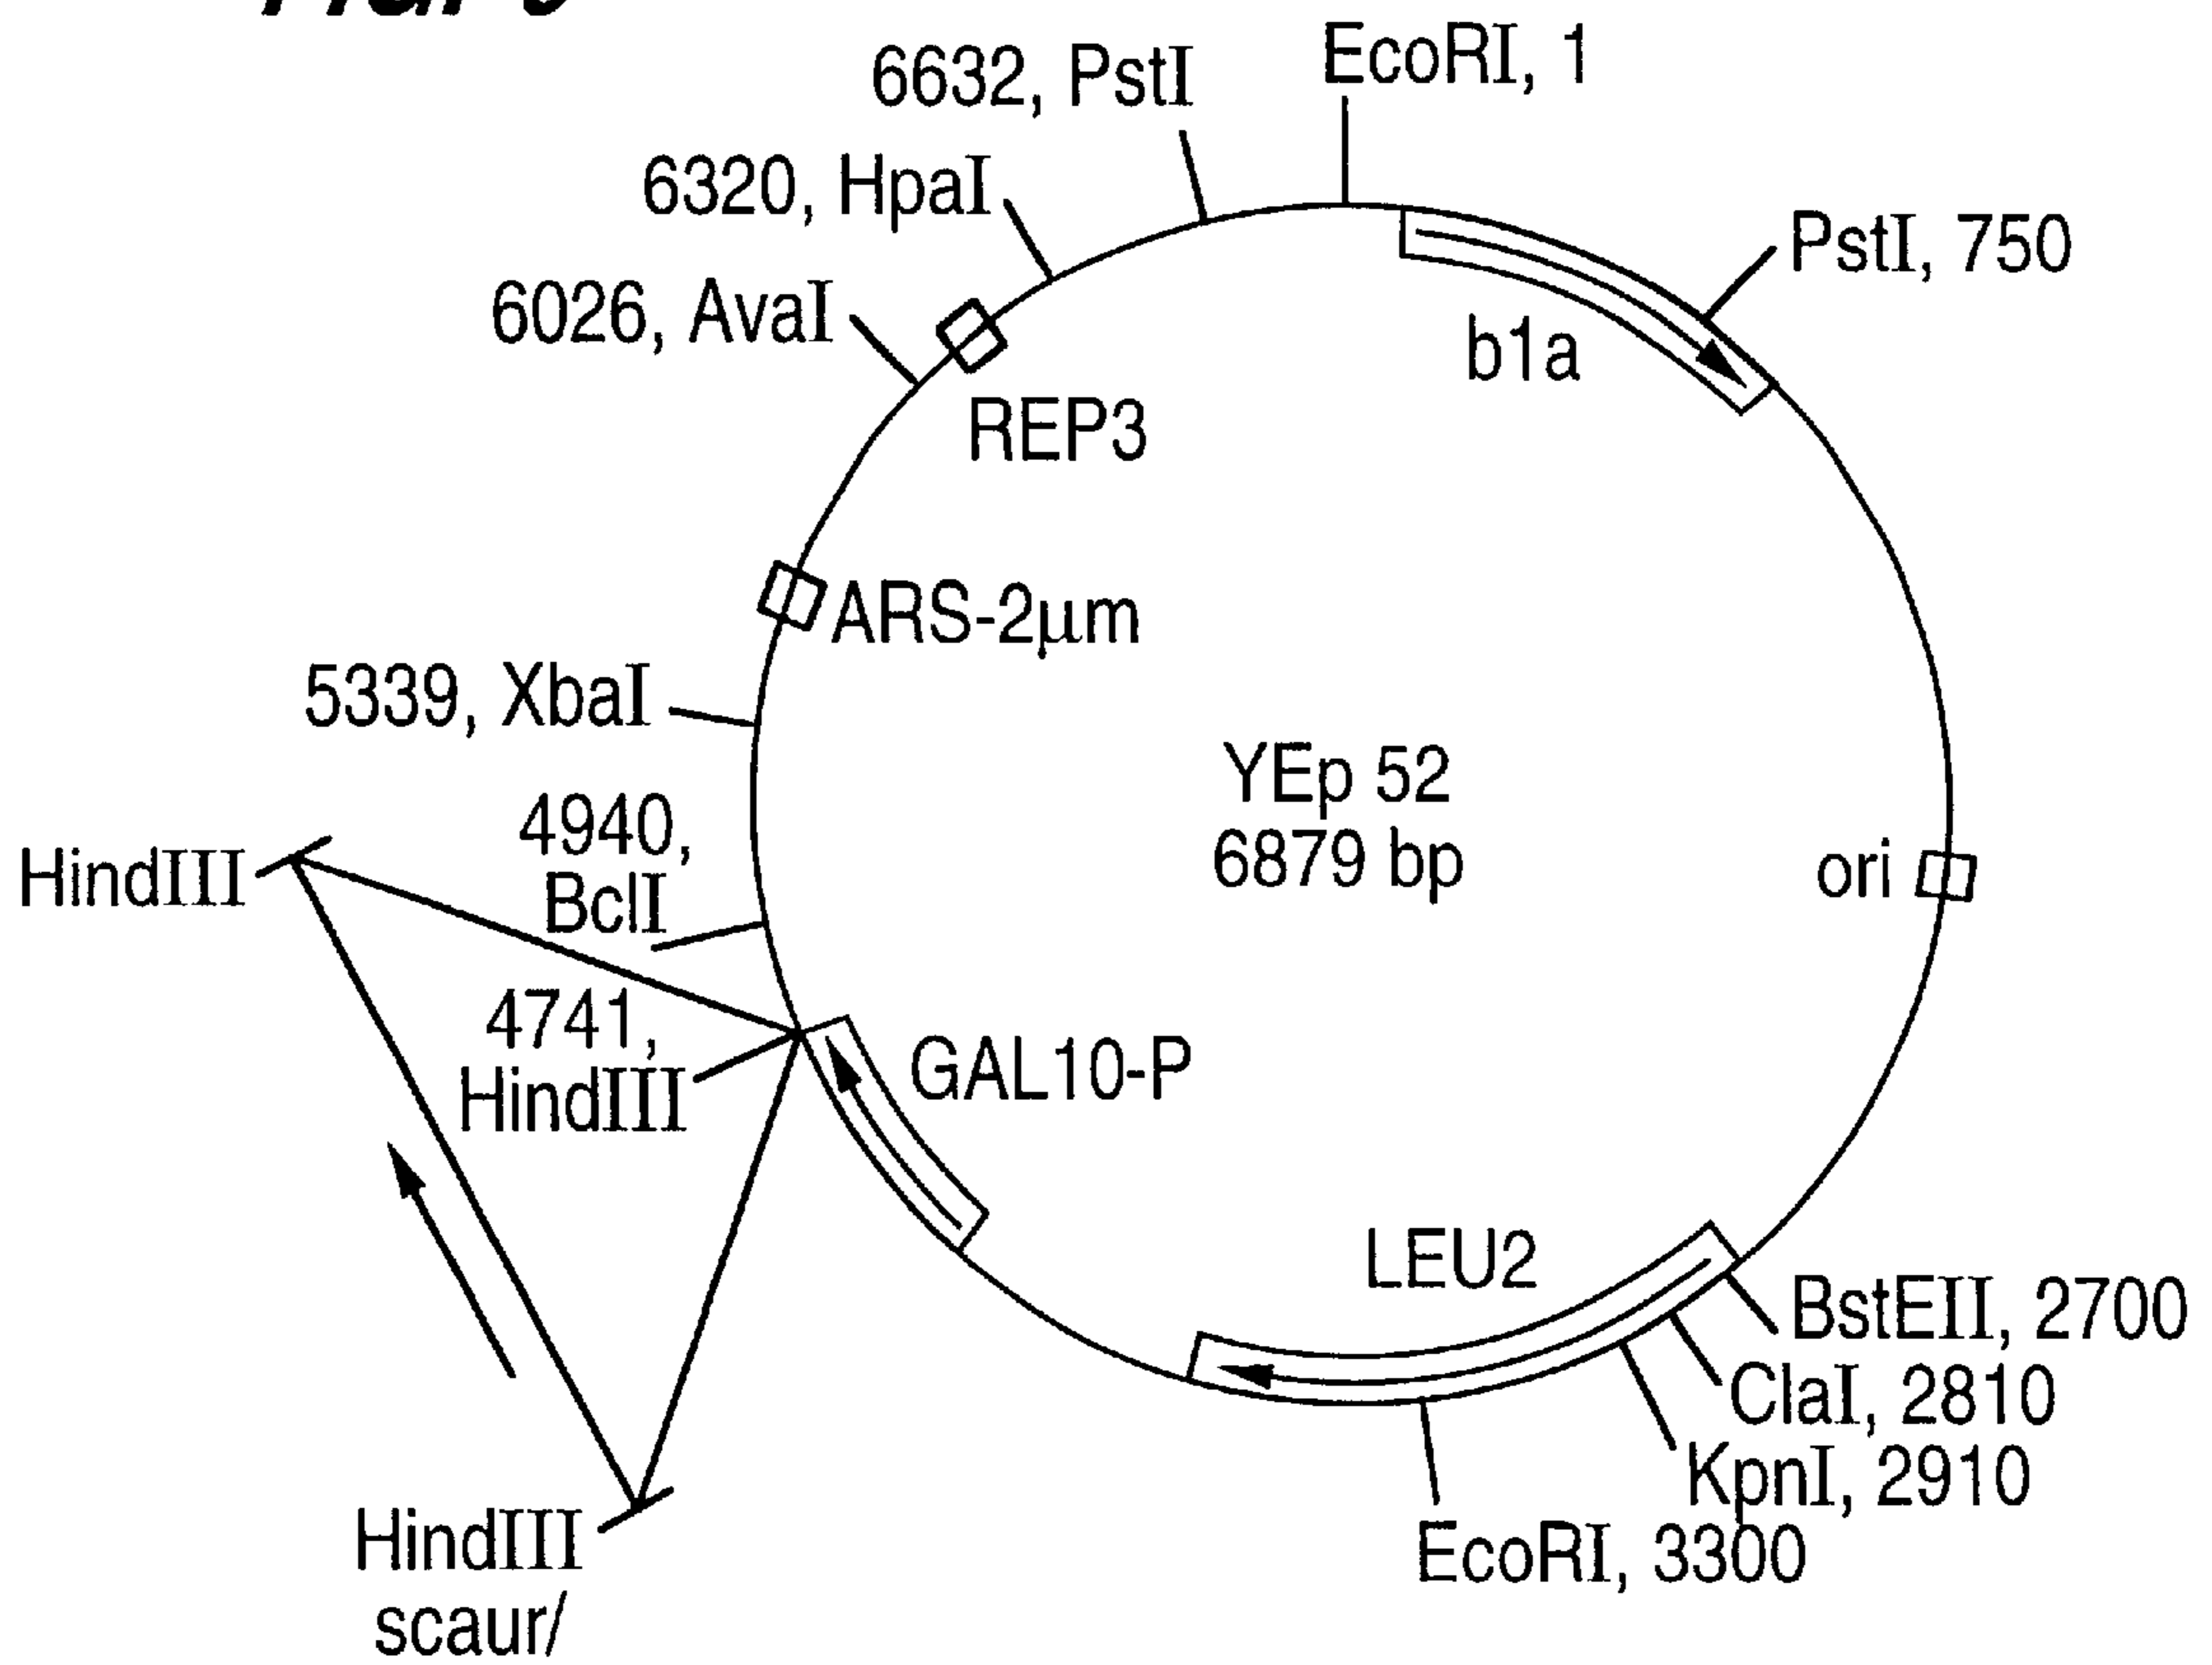 EcoRI, 1
6632, PstI
6320, HpaI
PstI, 750
6026, AvaI
b1a
REP3
ARS-2µm
5339, XbaI
YEp 52
6879 bp
4940,
BclI
HindIII
ori
4741,
HindIII
GAL10-P
LEU2
BstEII, 2700
ClaI, 2810
KpnI, 2910
EcoRI, 3300
HindIII
scaur/